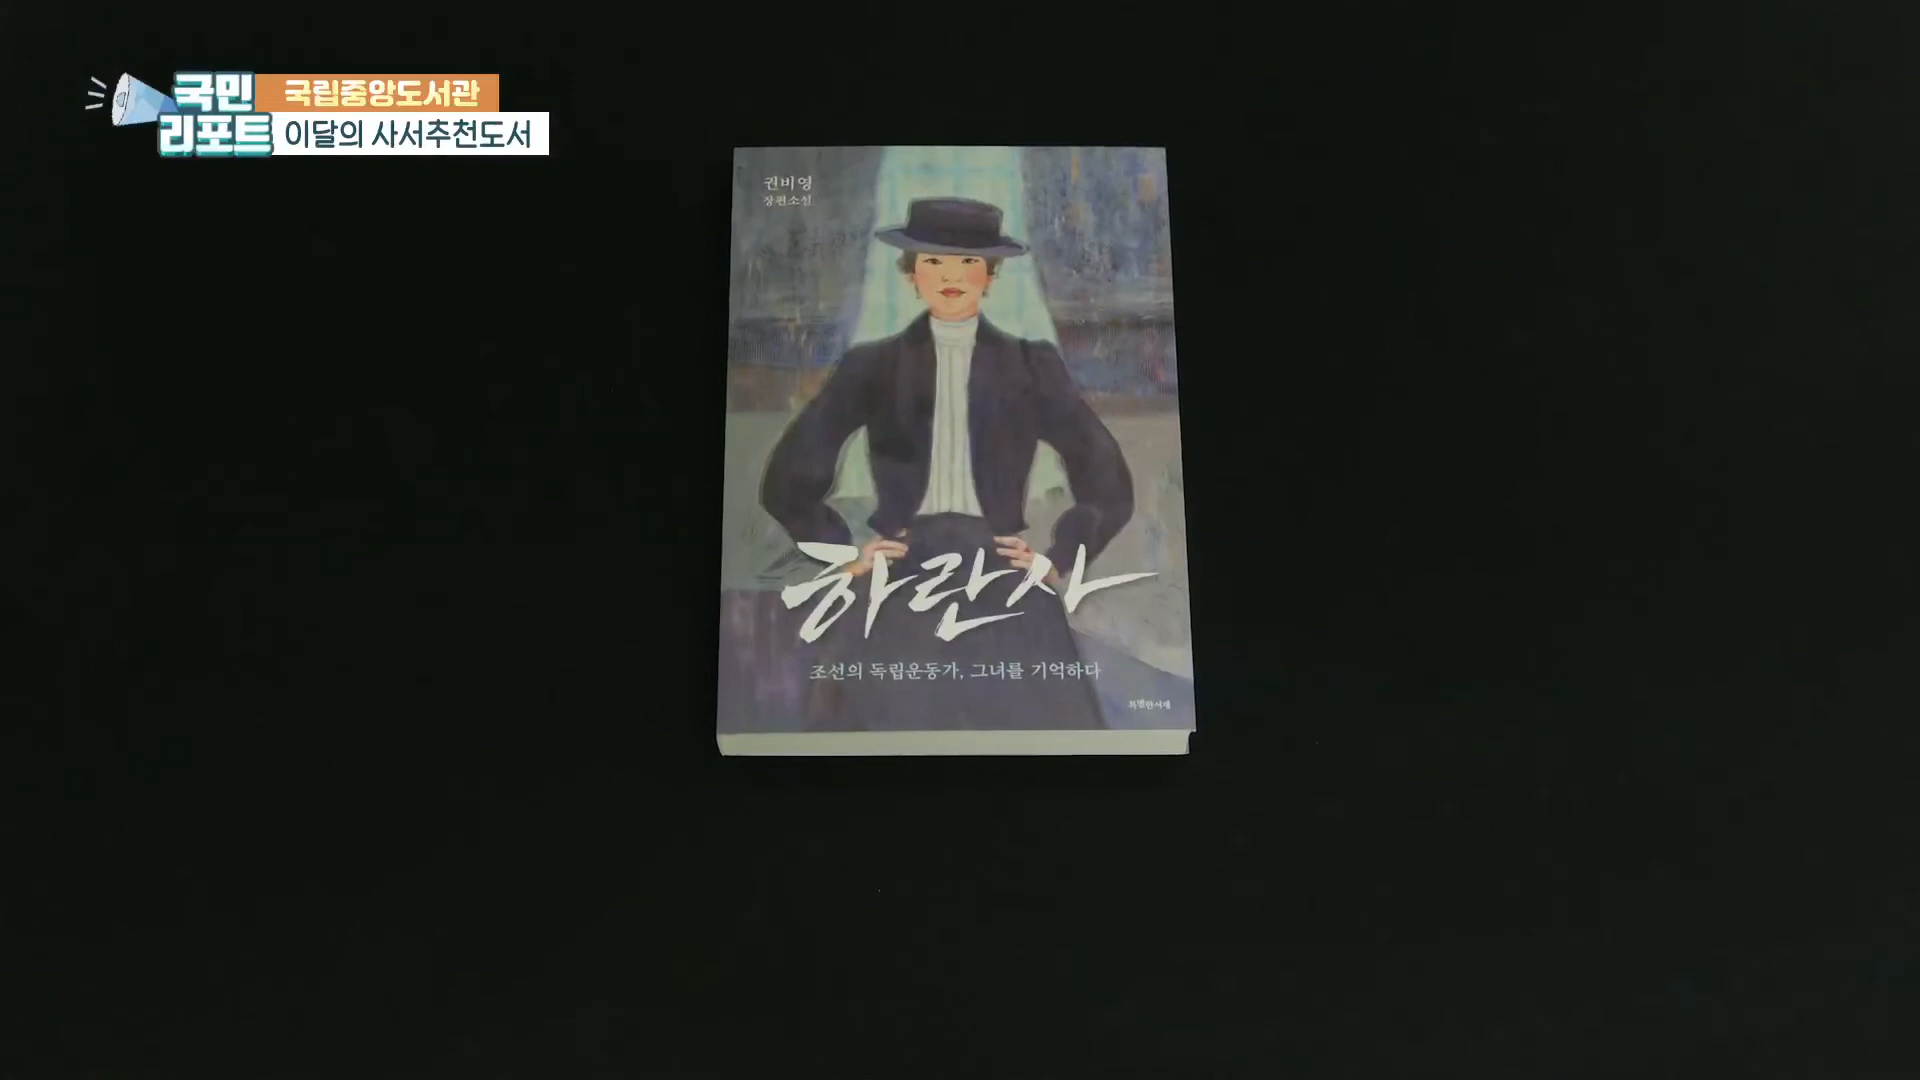 국민
리포트
국립중앙도서관
이달의 사서추천도서
권비영
장편소설
하란사
조선의 독립운동가, 그녀를 기억하다
특별한서재